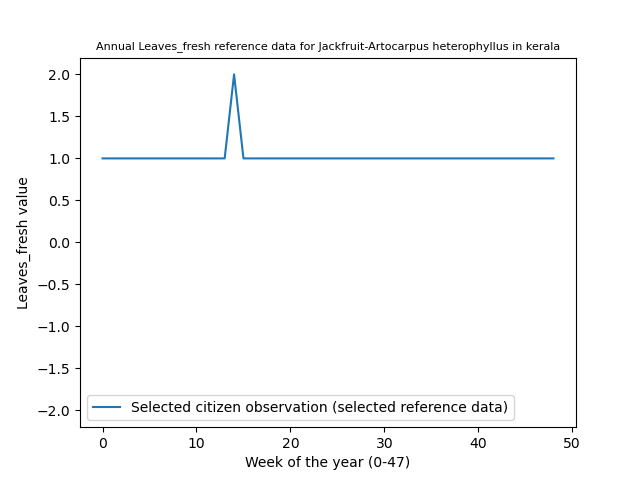 Annual Leaves_fresh reference data for Jackfruit-Artocarpus heterophyllus in kerala
2.0
1.5
1.0
0.5
0.0
−0.5
−1.0
−1.5
−2.0
Leaves_fresh value
Selected citizen observation (selected reference data)
0 10 20 30 40 50
Week of the year (0-47)